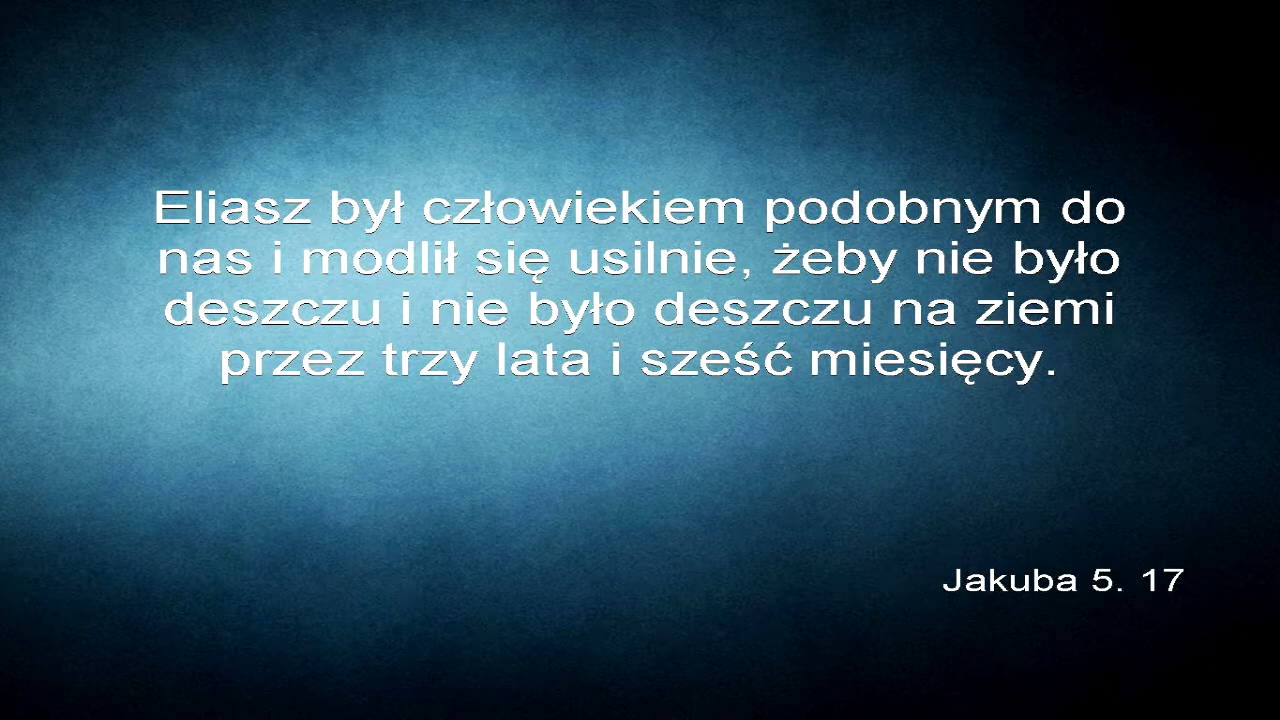 Eliasz był człowiekiem podobnym do
nas i modlił się usilnie, żeby nie było
deszczu i nie było deszczu na ziemi
przez trzy lata i sześć miesięcy.
Jakuba 5. 17